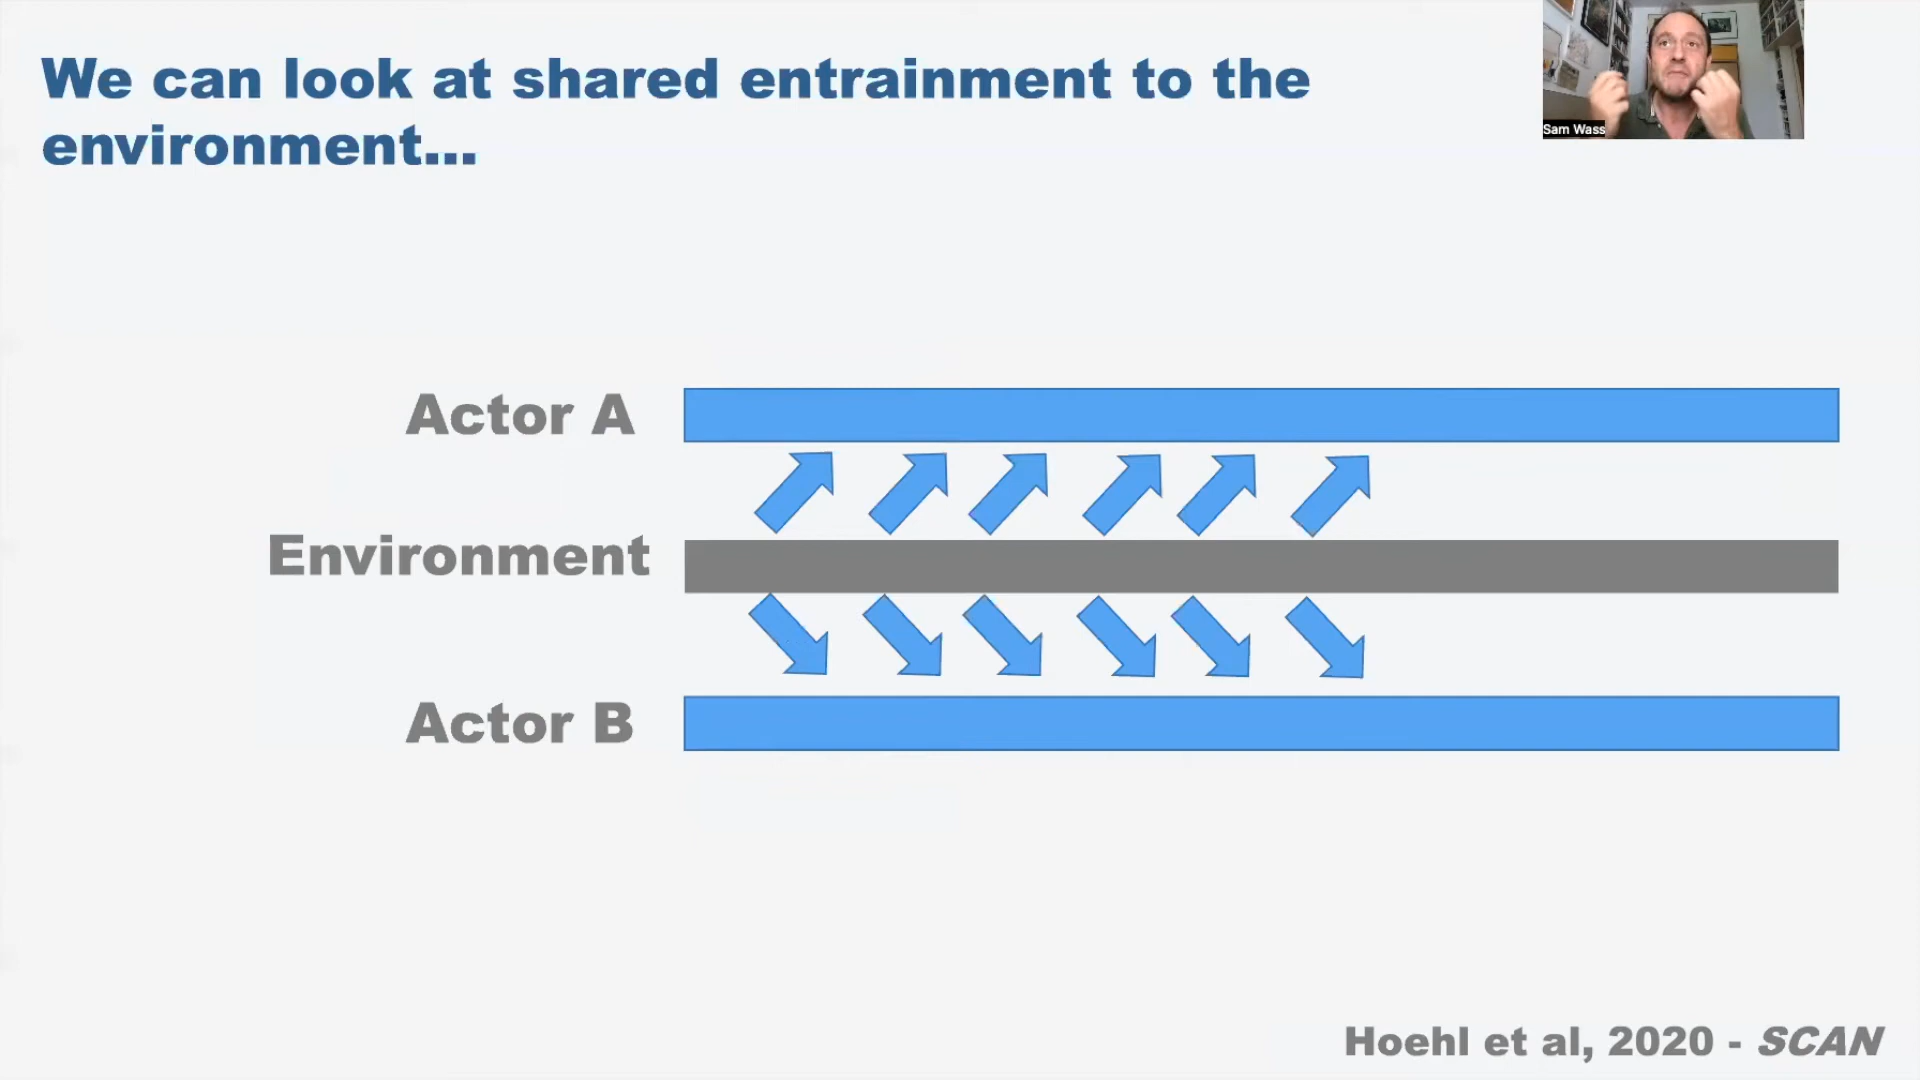 We can look at shared entrainment to the
environment...
Sam Wass
Actor A
Environment
Actor B
Hoehl et al, 2020 - SCAN